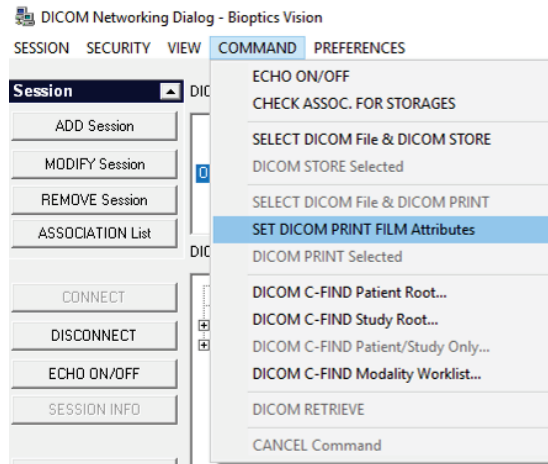 DICOM Networking Dialog - Bioptics Vision
SESSION SECURITY VIEW COMMAND PREFERENCES
Session
DIC
ADD Session
MODIFY Session
REMOVE Session
ASSOCIATION List
DIC
CONNECT
DISCONNECT
ECHO ON/OFF
SESSION INFO
ECHO ON/OFF
CHECK ASSOC. FOR STORAGES
SELECT DICOM File & DICOM STORE
DICOM STORE Selected
SELECT DICOM File & DICOM PRINT
SET DICOM PRINT FILM Attributes
DICOM PRINT Selected
DICOM C-FIND Patient Root...
DICOM C-FIND Study Root...
DICOM C-FIND Patient/Study Only...
DICOM C-FIND Modality Worklist...
DICOM RETRIEVE
CANCEL Command